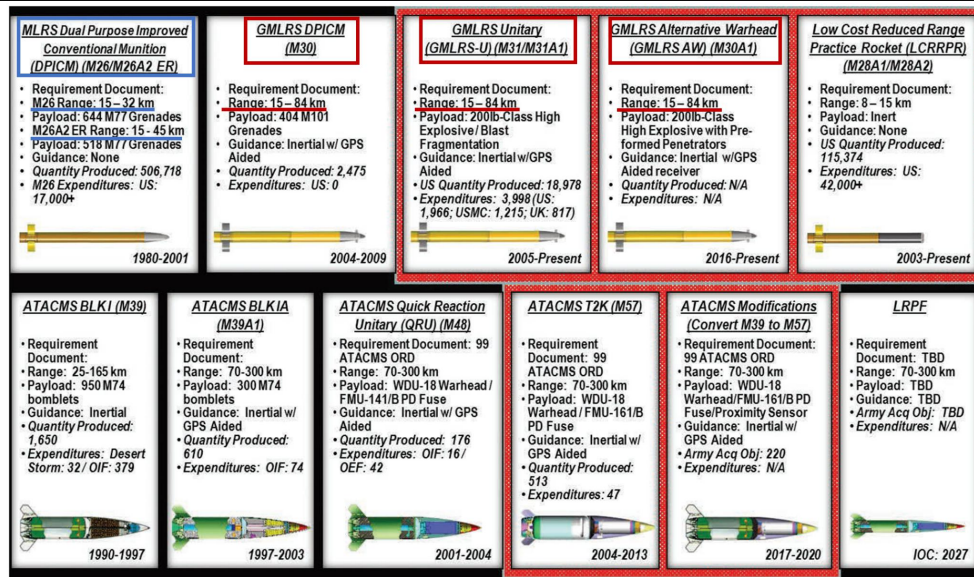 MLRS Dual Purpose Improved
Conventional Munition
(DPICM) (M26/M26A2 ER)
• Requirement Document:
• M26 Range: 15 – 32 km
• Payload: 644 M77 Grenades
• M26A2 ER Range: 15 - 45 km
• Payload: 518 M77 Grenades
• Guidance: None
• Quantity Produced: 506,718
• M26 Expenditures: US:
17,000+
1980-2001
GMLRS DPICM
(M30)
• Requirement Document:
• Range: 15 – 84 km
• Payload: 404 M101
Grenades
• Guidance: Inertial w/ GPS
Aided
• Quantity Produced: 2,475
• Expenditures: US: 0
2004-2009
GMLRS Unitary
(GMLRS-U) (M31/M31A1)
• Requirement Document:
• Range: 15 – 84 km
• Payload: 200lb-Class High
Explosive / Blast
Fragmentation
• Guidance: Inertial w/GPS
Aided
• US Quantity Produced: 18,978
• Expenditures: 3,998 (US:
1,966; USMC: 1,215; UK: 817)
2005-Present
GMLRS Alternative Warhead
(GMLRS AW) (M30A1)
• Requirement Document:
• Range: 15 – 84 km
• Payload: 200lb-Class
High Explosive with Pre-
formed Penetrators
• Guidance: Inertial w/GPS
Aided receiver
• Quantity Produced: N/A
• Expenditures: N/A
2016-Present
Low Cost Reduced Range
Practice Rocket (LCRRPR)
(M28A1/M28A2)
• Requirement Document:
• Range: 8 – 15 km
• Payload: Inert
• Guidance: None
• US Quantity Produced:
115,374
• Expenditures: US:
42,000+
2003-Present
ATACMS BLKI (M39)
• Requirement
Document:
• Range: 25-165 km
• Payload: 950 M74
bomblets
• Guidance: Inertial
• Quantity Produced:
1,650
• Expenditures: Desert
Storm: 32 / OIF: 379
1990-1997
ATACMS BLKIA
(M39A1)
• Requirement
Document:
• Range: 70-300 km
• Payload: 300 M74
bomblets
• Guidance: Inertial w/
GPS Aided
• Quantity Produced:
610
• Expenditures: OIF: 74
1997-2003
ATACMS Quick Reaction
Unitary (QRU) (M48)
• Requirement Document: 99
ATACMS ORD
• Range: 70-300 km
• Payload: WDU-18 Warhead /
FMU-141/B PD Fuse
• Guidance: Inertial w/ GPS
Aided
• Quantity Produced: 176
• Expenditures: OIF: 16 /
OEF: 42
2001-2004
ATACMS T2K (M57)
• Requirement
Document: 99
ATACMS ORD
• Range: 70-300 km
• Payload: WDU-18
Warhead / FMU-161/B
PD Fuse
• Guidance: Inertial w/
GPS Aided
• Quantity Produced:
513
• Expenditures: 47
2004-2013
ATACMS Modifications
(Convert M39 to M57)
• Requirement Document:
99 ATACMS ORD
• Range: 70-300 km
• Payload: WDU-18
Warhead/FMU-161/B PD
Fuse/Proximity Sensor
• Guidance: Inertial w/
GPS Aided
• Army Acq Obj: 220
• Expenditures: N/A
2017-2020
LRPF
• Requirement
Document: TBD
• Range: 70-300 km
• Payload: TBD
• Guidance: TBD
• Army Acq Obj: TBD
• Expenditures: N/A
IOC: 2027